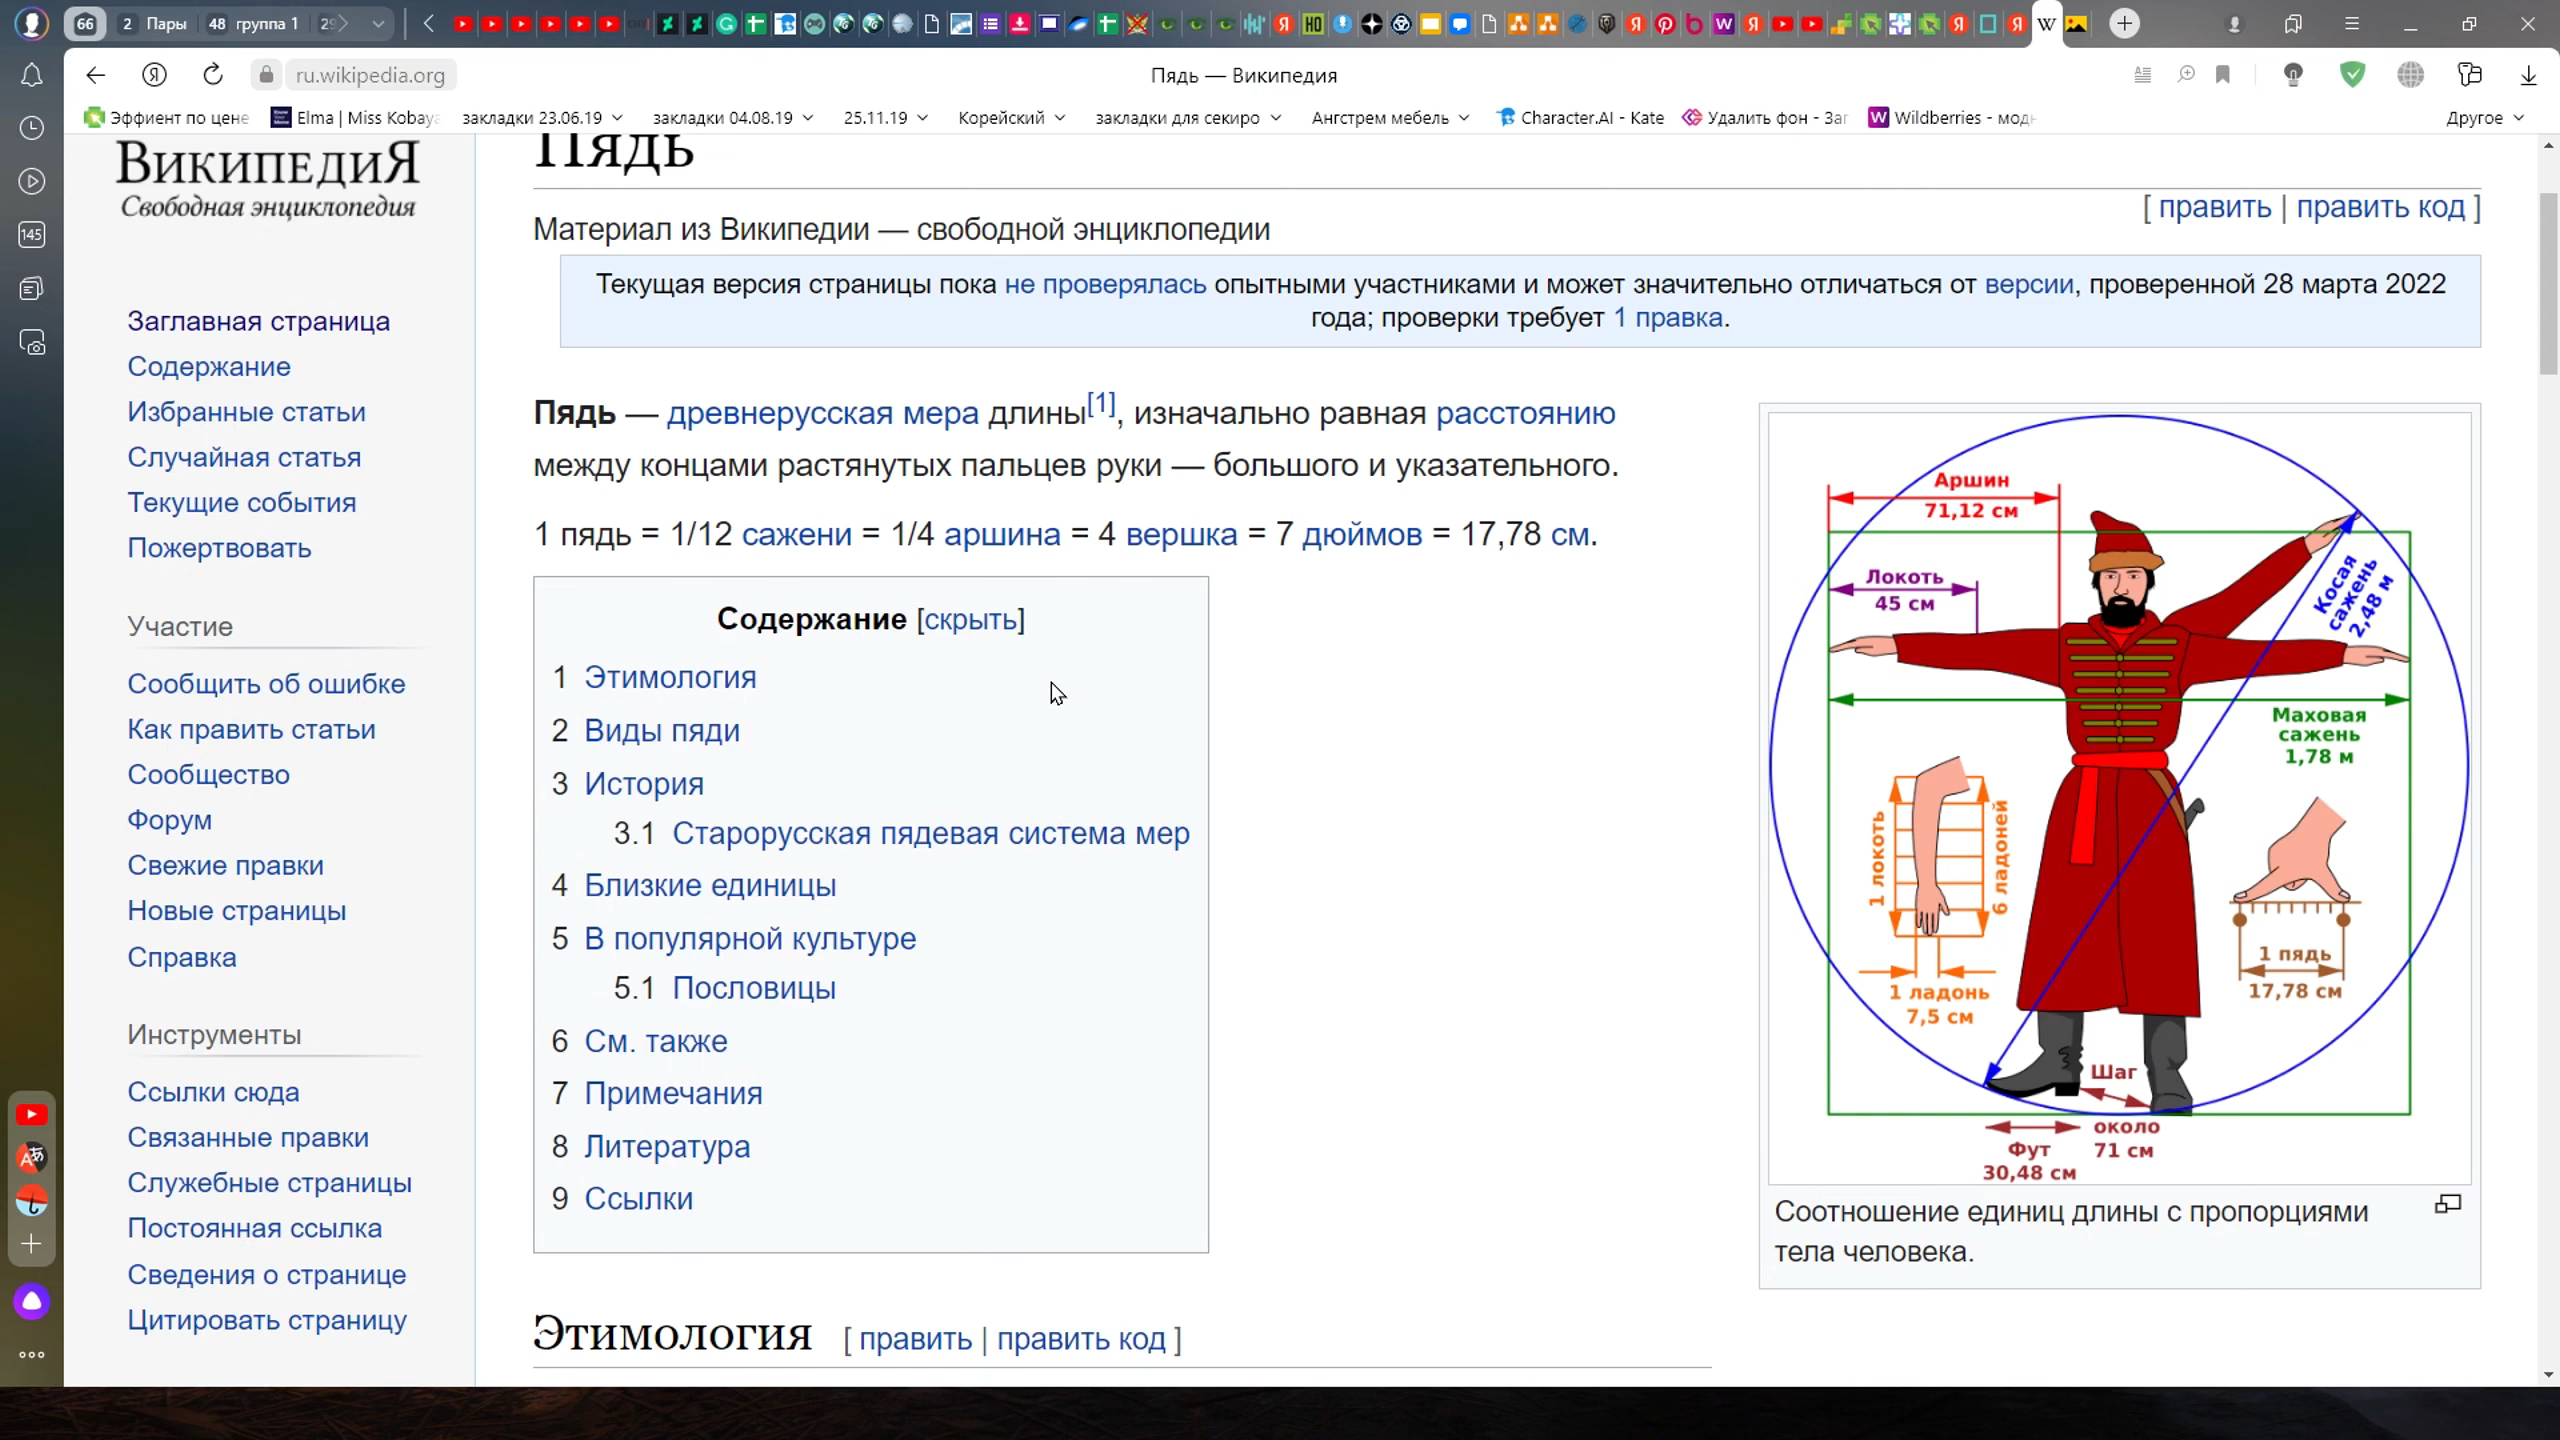 66
2 Пары
48 группа 1
ru.wikipedia.org
Пядь — Википедия
Эффиент по цене
Elma | Miss Kobaya
закладки 23.06.19
закладки 04.08.19
25.11.19
Корейский
закладки для секиро
Ангстрем мебель
Character.AI - Kate
Удалить фон - Заг
Wildberries - мод
Другое
145
ВикипедиЯ
Свободная энциклопедия
Заглавная страница
Содержание
Избранные статьи
Случайная статья
Текущие события
Пожертвовать
Участие
Сообщить об ошибке
Как править статьи
Сообщество
Форум
Свежие правки
Новые страницы
Справка
Инструменты
Ссылки сюда
Связанные правки
Служебные страницы
Постоянная ссылка
Сведения о странице
Цитировать страницу
Пядь
[ править | править код ]
Материал из Википедии — свободной энциклопедии
Текущая версия страницы пока не проверялась опытными участниками и может значительно отличаться от версии, проверенной 28 марта 2022
года; проверки требует 1 правка.
Пядь — древнерусская мера длины[1], изначально равная расстоянию
между концами растянутых пальцев руки — большого и указательного.
1 пядь = 1/12 сажени = 1/4 аршина = 4 вершка = 7 дюймов = 17,78 см.
Содержание [скрыть]
1 Этимология
2 Виды пяди
3 История
3.1 Старорусская пядевая система мер
4 Близкие единицы
5 В популярной культуре
5.1 Пословицы
6 См. также
7 Примечания
8 Литература
9 Ссылки
Этимология [ править | править код ]
Аршин
71,12 см
Локоть
45 см
Косая
сажень
2,48 м
Маховая
сажень
1,78 м
1 локоть
6 ладоней
1 ладонь
7,5 см
1 пядь
17,78 см
Шаг
около
71 см
Фут
30,48 см
Соотношение единиц длины с пропорциями
тела человека.